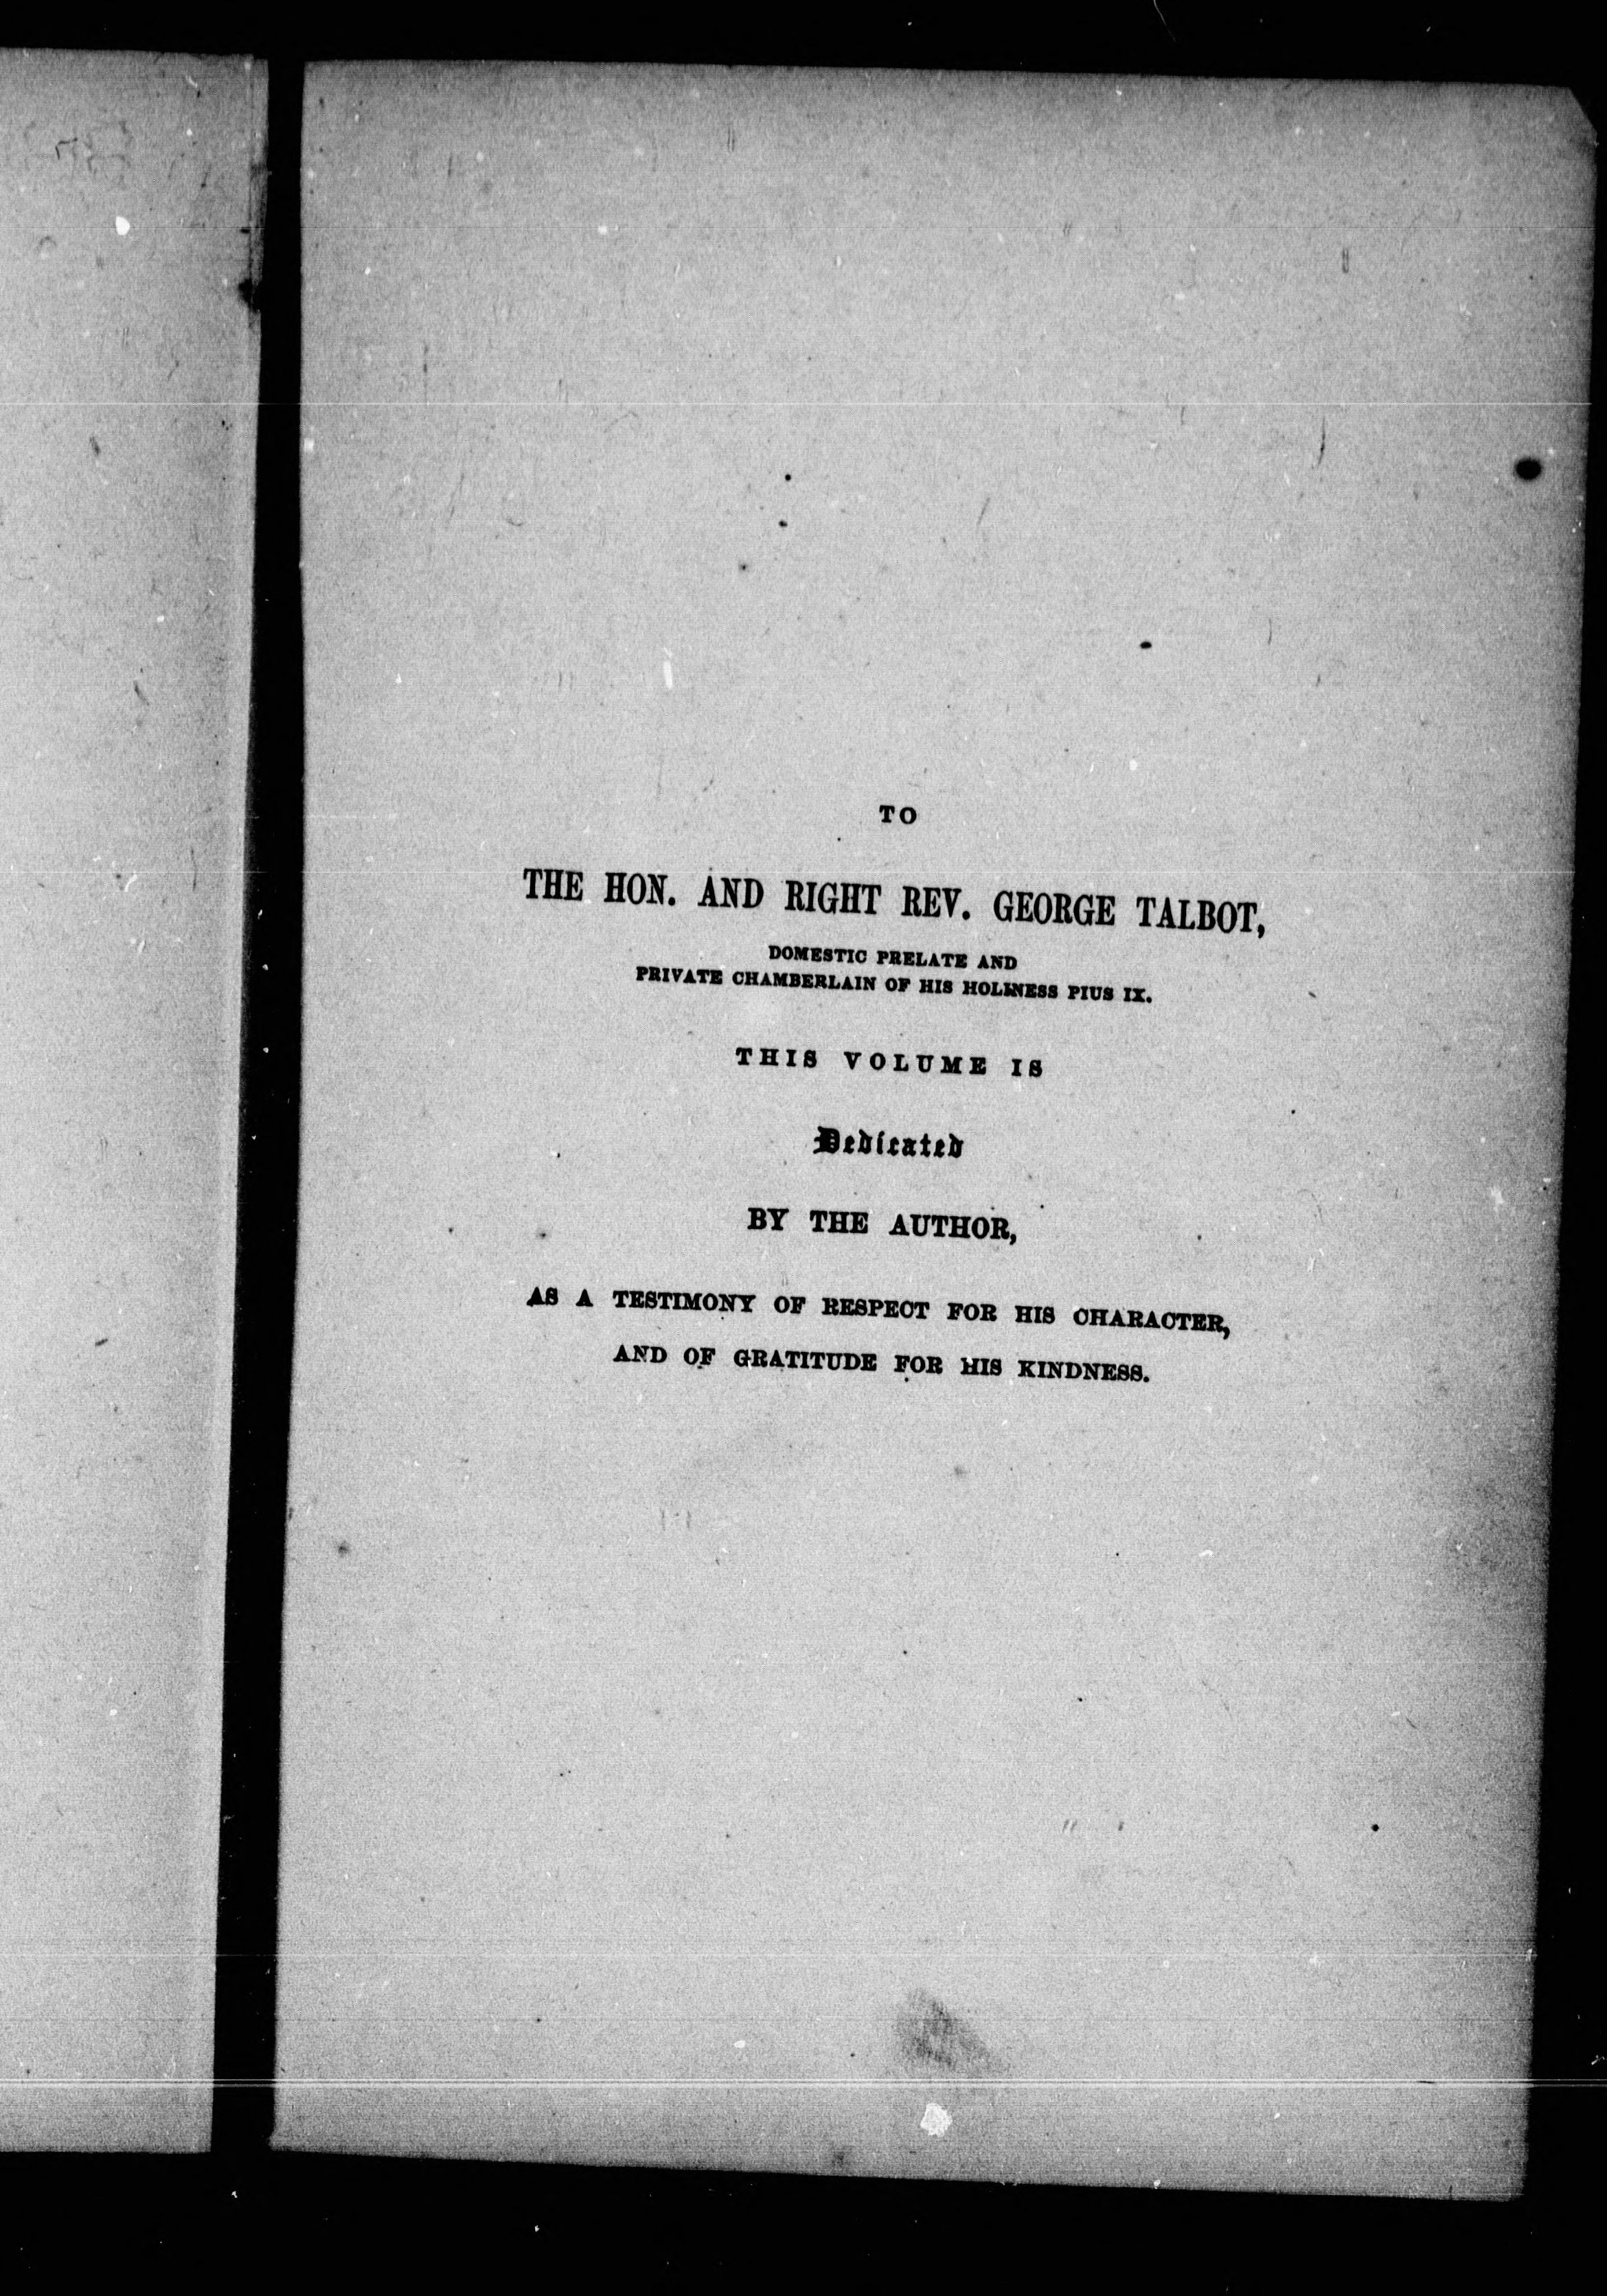 TO
THE HON. AND RIGHT REV. GEORGE TALBOT,
DOMESTIC PRELATE AND
PRIVATE CHAMBERLAIN OF HIS HOLINESS PIUS IX.
THIS VOLUME IS
Dedicated
BY THE AUTHOR,
AS A TESTIMONY OF RESPECT FOR HIS CHARACTER,
AND OF GRATITUDE FOR HIS KINDNESS.